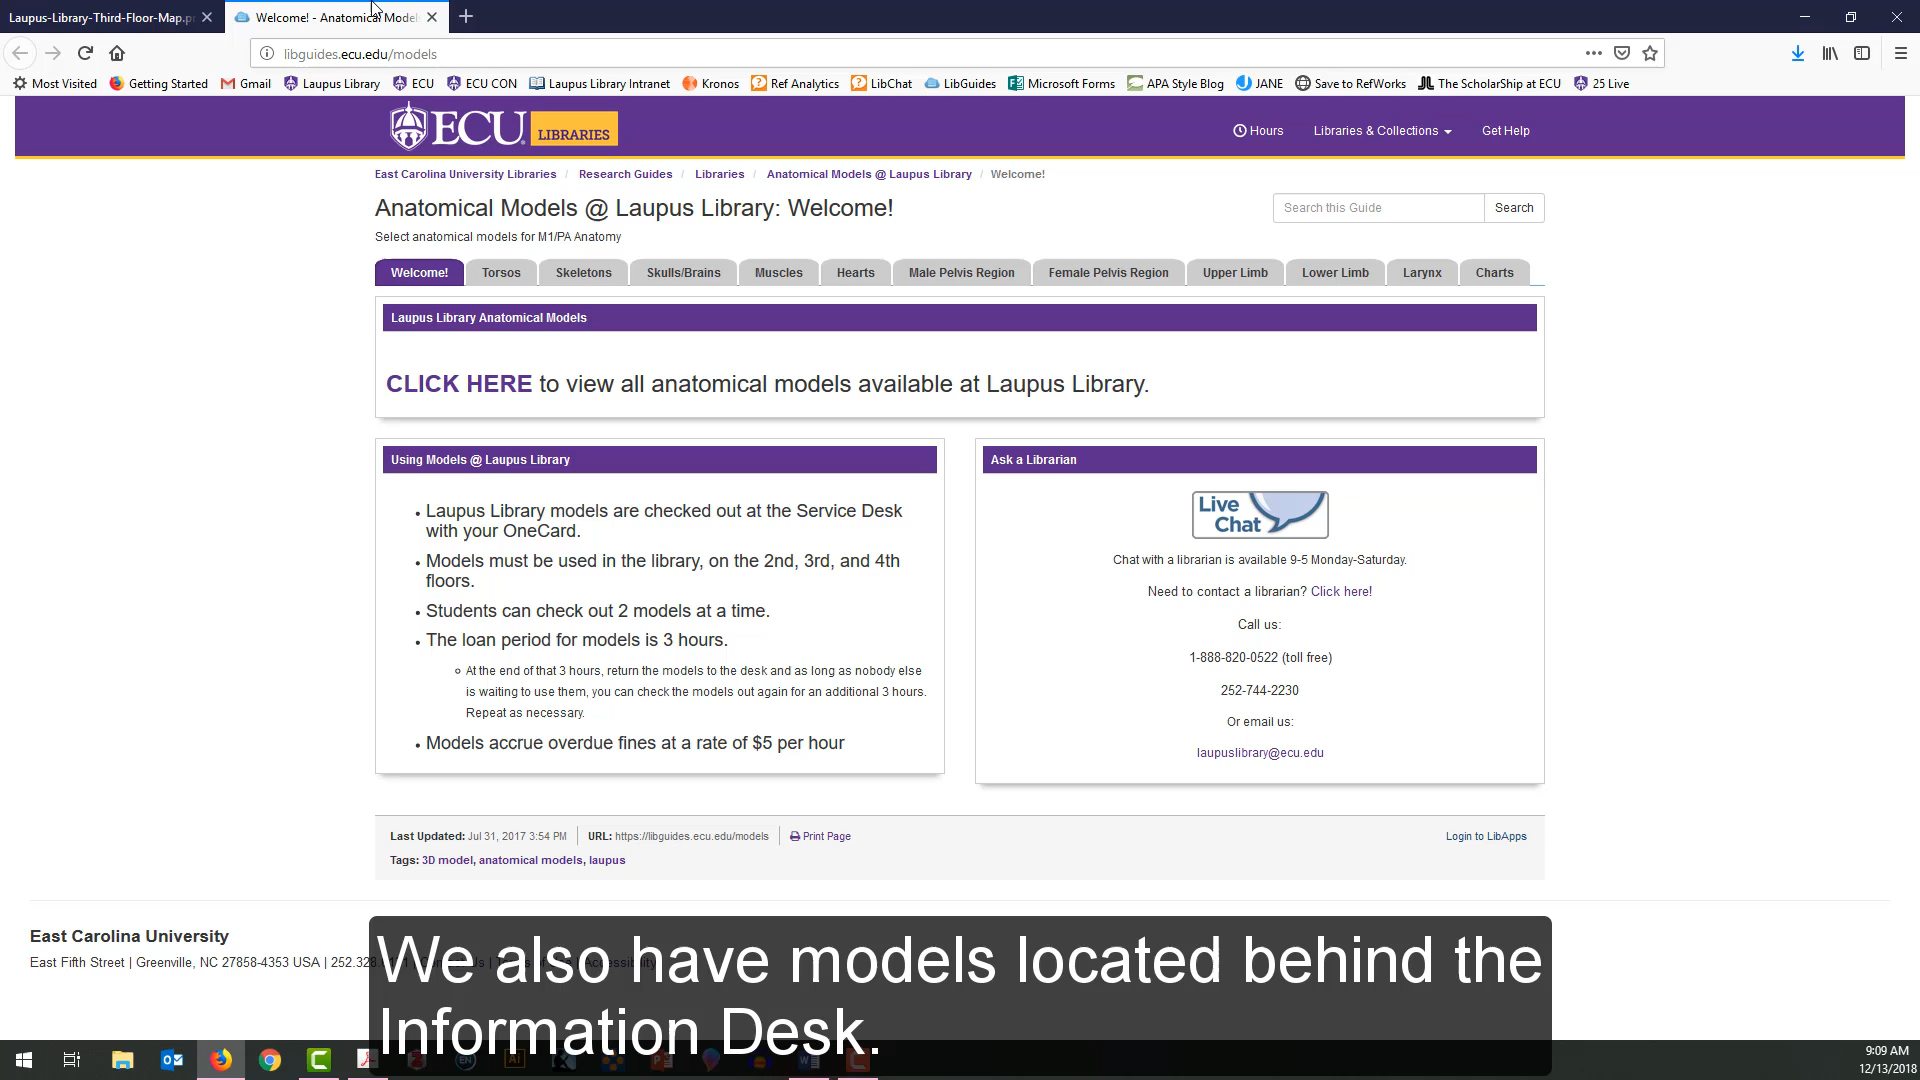 Laupus-Library-Third-Floor-Map.p
Welcome! - Anatomical Models
libguides.ecu.edu/models
Most Visited Getting Started Gmail Laupus Library ECU ECU CON Laupus Library Intranet Kronos Ref Analytics LibChat LibGuides Microsoft Forms APA Style Blog JANE Save to RefWorks The ScholarShip at ECU 25 Live
ECU LIBRARIES
Hours Libraries & Collections Get Help
East Carolina University Libraries / Research Guides / Libraries / Anatomical Models @ Laupus Library / Welcome!
Anatomical Models @ Laupus Library: Welcome!
Search this Guide Search
Select anatomical models for M1/PA Anatomy
Welcome! Torsos Skeletons Skulls/Brains Muscles Hearts Male Pelvis Region Female Pelvis Region Upper Limb Lower Limb Larynx Charts
Laupus Library Anatomical Models
CLICK HERE to view all anatomical models available at Laupus Library.
Using Models @ Laupus Library
• Laupus Library models are checked out at the Service Desk
with your OneCard.
• Models must be used in the library, on the 2nd, 3rd, and 4th
floors.
• Students can check out 2 models at a time.
• The loan period for models is 3 hours.
At the end of that 3 hours, return the models to the desk and as long as nobody else
is waiting to use them, you can check the models out again for an additional 3 hours.
Repeat as necessary.
• Models accrue overdue fines at a rate of $5 per hour
Ask a Librarian
Live
Chat
Chat with a librarian is available 9-5 Monday-Saturday.
Need to contact a librarian? Click here!
Call us:
1-888-820-0522 (toll free)
252-744-2230
Or email us:
laupuslibrary@ecu.edu
Last Updated: Jul 31, 2017 3:54 PM URL: https://libguides.ecu.edu/models Print Page
Login to LibApps
Tags: 3D model, anatomical models, laupus
East Carolina University
East Fifth Street | Greenville, NC 27858-4353 USA | 252.328.
We also have models located behind the
Information Desk.
9:09 AM
12/13/2018